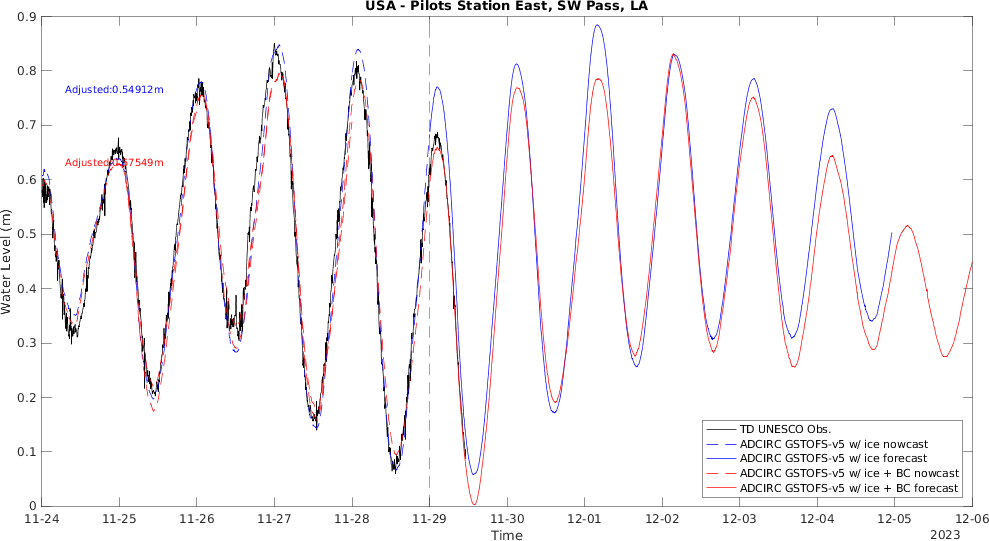 USA - Pilots Station East, SW Pass, LA
0.9
0.8
0.7
0.6
0.5
0.4
0.3
0.2
0.1
0
Water Level (m)
Adjusted:0.54912m
Adjusted:0.57549m
TD UNESCO Obs.
ADCIRC GSTOFS-v5 w/ ice nowcast
ADCIRC GSTOFS-v5 w/ ice forecast
ADCIRC GSTOFS-v5 w/ ice + BC nowcast
ADCIRC GSTOFS-v5 w/ ice + BC forecast
11-24 11-25 11-26 11-27 11-28 11-29 11-30 12-01 12-02 12-03 12-04 12-05 12-06
Time
2023